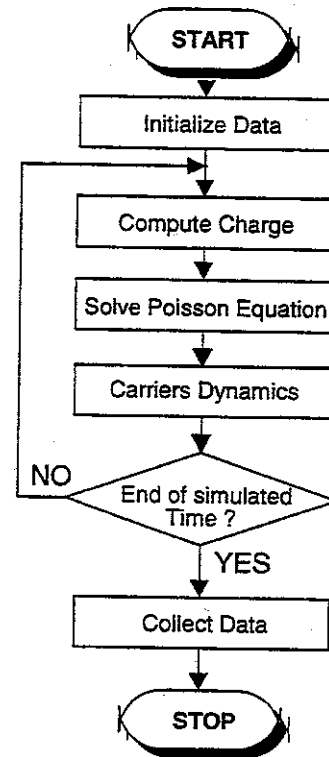 START
Initialize Data
Compute Charge
Solve Poisson Equation
Carriers Dynamics
NO
End of simulated
Time ?
YES
Collect Data
STOP